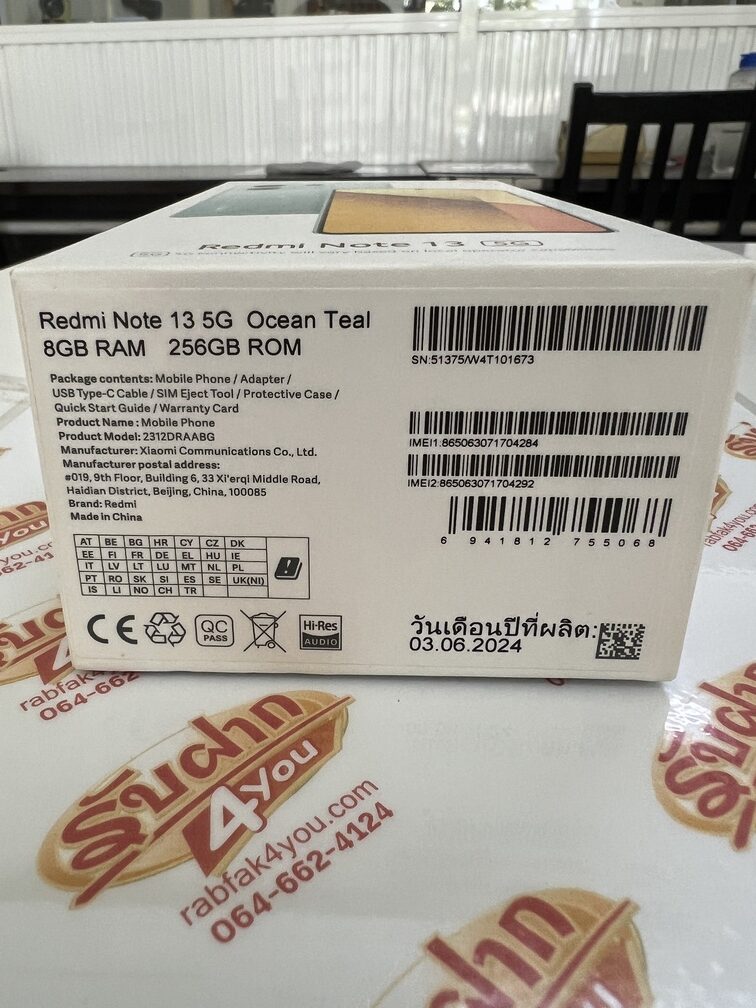 Redmi Note 13 5G
Redmi Note 13 5G Ocean Teal
8GB RAM 256GB ROM
Package contents: Mobile Phone / Adapter /
USB Type-C Cable / SIM Eject Tool / Protective Case /
Quick Start Guide / Warranty Card
Product Name : Mobile Phone
Product Model: 2312DRAABG
Manufacturer: Xiaomi Communications Co., Ltd.
Manufacturer postal address:
#019, 9th Floor, Building 6, 33 Xi'erqi Middle Road,
Haidian District, Beijing, China, 100085
Brand: Redmi
Made in China
AT BE BG HR CY CZ DK
EE FI FR DE EL HU IE
IT LV LT LU MT NL PL
PT RO SK SI ES SE UK(NI)
IS LI NO CH TR
CE
QC
PASS
Hi-Res
AUDIO
SN:51375/W4T101673
IMEI1:865063071704284
IMEI2:865063071704292
6 941812 755068
วันเดือนปีที่ผลิต:
03.06.2024
รับฝาก
4you
rabfak4you.com
064-662-4124